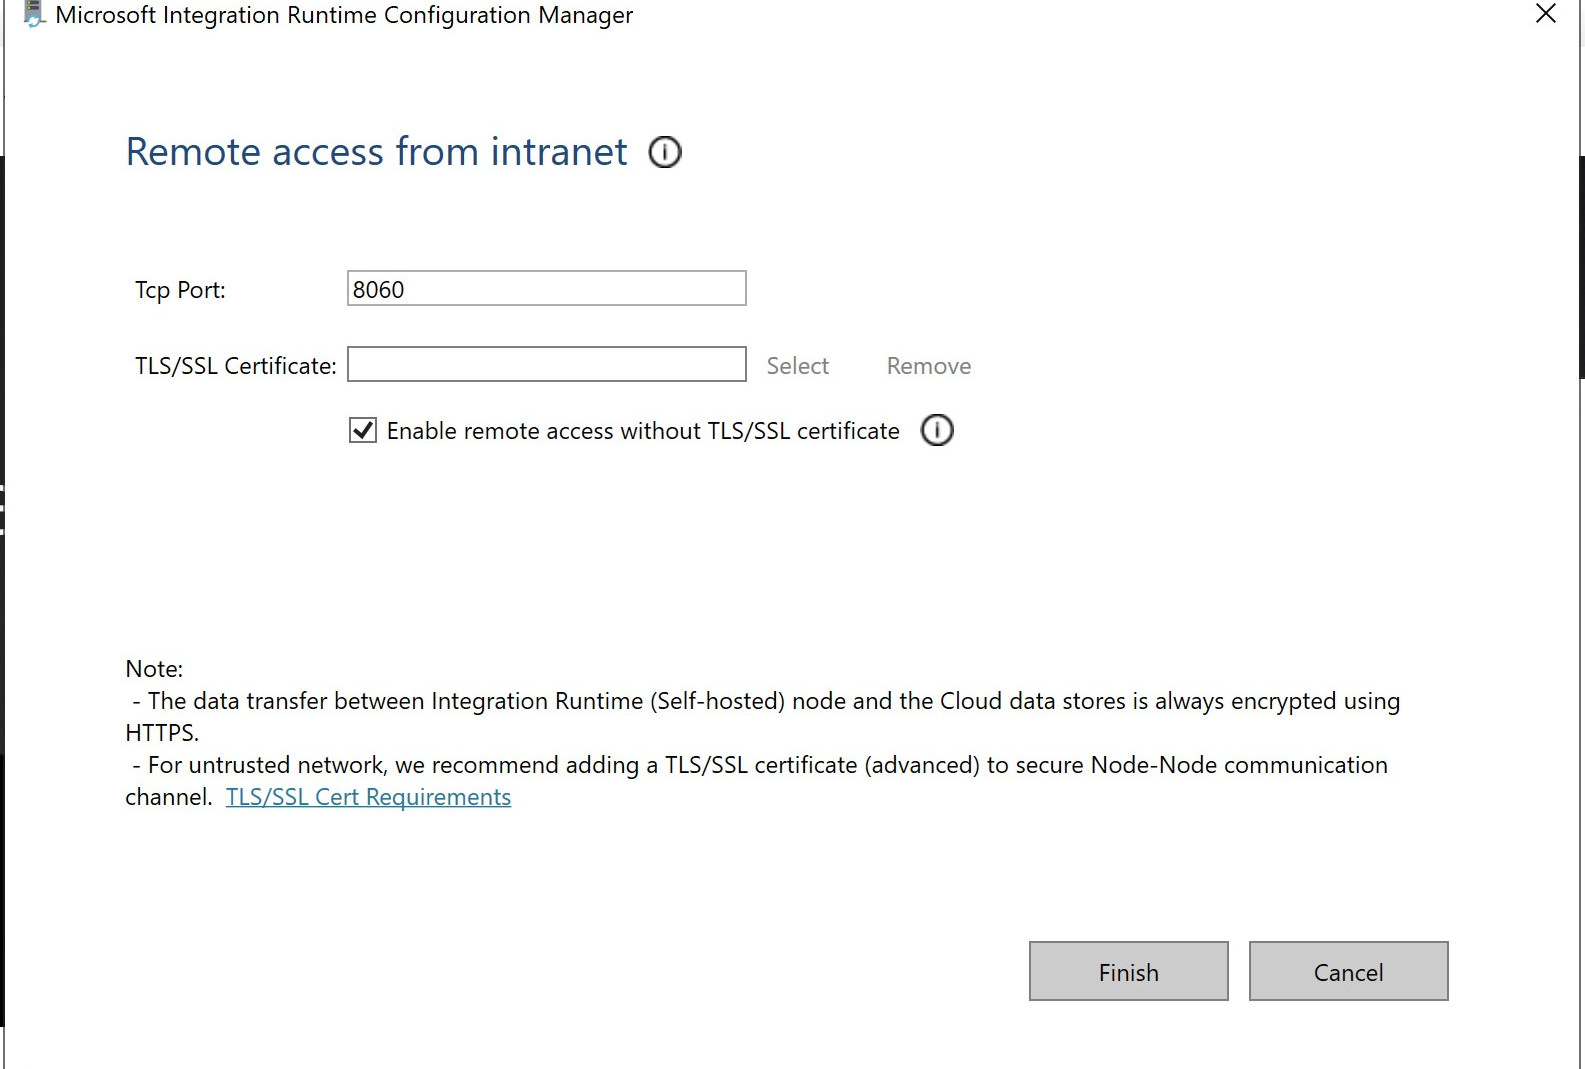 Microsoft Integration Runtime Configuration Manager
Remote access from intranet
Tcp Port:
8060
TLS/SSL Certificate:
Select
Remove
Enable remote access without TLS/SSL certificate
Note:
- The data transfer between Integration Runtime (Self-hosted) node and the Cloud data stores is always encrypted using
HTTPS.
- For untrusted network, we recommend adding a TLS/SSL certificate (advanced) to secure Node-Node communication
channel. TLS/SSL Cert Requirements
Finish
Cancel